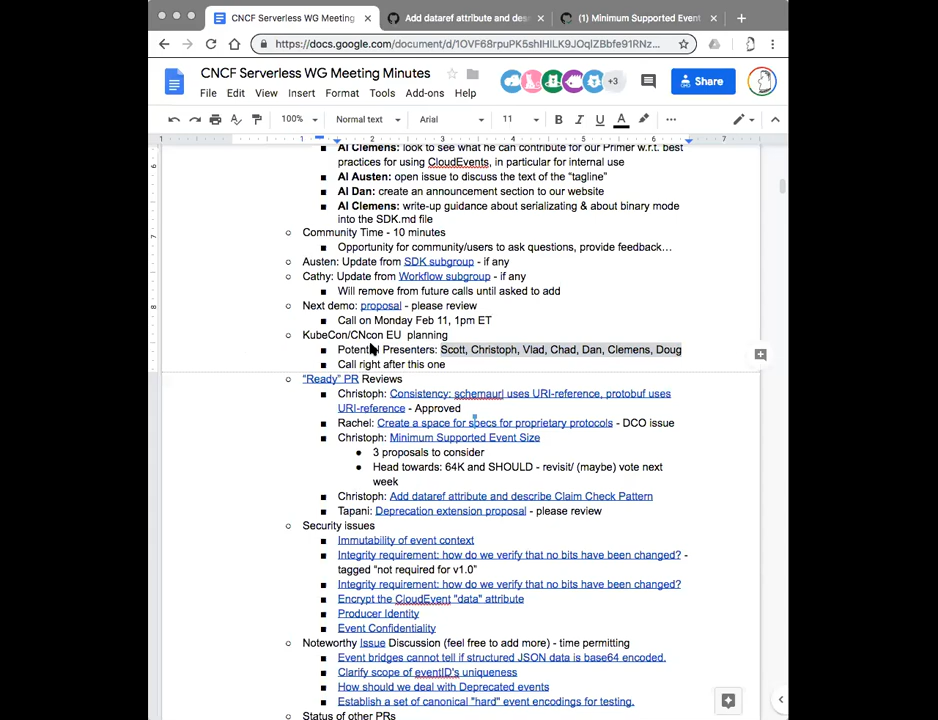 CNCF Serverless WG Meeting
Add dataref attribute and des
(1) Minimum Supported Event
https://docs.google.com/document/d/1OVF68rpuPK5shIHlLK9JOqlZBbfe91RNz...
CNCF Serverless WG Meeting Minutes
+3
Share
File Edit View Insert Format Tools Add-ons Help
100% Normal text Arial 11 B I U A
1 2 3 4 5 6 7
AI Clemens: look to see what he can contribute for our Primer w.r.t. best
practices for using CloudEvents, in particular for internal use
AI Austen: open issue to discuss the text of the “tagline”
AI Dan: create an announcement section to our website
AI Clemens: write-up guidance about serializating & about binary mode
into the SDK.md file
Community Time - 10 minutes
Opportunity for community/users to ask questions, provide feedback…
Austen: Update from SDK subgroup - if any
Cathy: Update from Workflow subgroup - if any
Will remove from future calls until asked to add
Next demo: proposal - please review
Call on Monday Feb 11, 1pm ET
KubeCon/CNcon EU planning
Potential Presenters: Scott, Christoph, Vlad, Chad, Dan, Clemens, Doug
Call right after this one
“Ready” PR Reviews
Christoph: Consistency: schemaurl uses URI-reference, protobuf uses
URI-reference - Approved
Rachel: Create a space for specs for proprietary protocols - DCO issue
Christoph: Minimum Supported Event Size
3 proposals to consider
Head towards: 64K and SHOULD - revisit/ (maybe) vote next
week
Christoph: Add dataref attribute and describe Claim Check Pattern
Tapani: Deprecation extension proposal - please review
Security issues
Immutability of event context
Integrity requirement: how do we verify that no bits have been changed? -
tagged “not required for v1.0”
Integrity requirement: how do we verify that no bits have been changed?
Encrypt the CloudEvent "data" attribute
Producer Identity
Event Confidentiality
Noteworthy Issue Discussion (feel free to add more) - time permitting
Event bridges cannot tell if structured JSON data is base64 encoded.
Clarify scope of eventID's uniqueness
How should we deal with Deprecated events
Establish a set of canonical "hard" event encodings for testing.
Status of other PRs